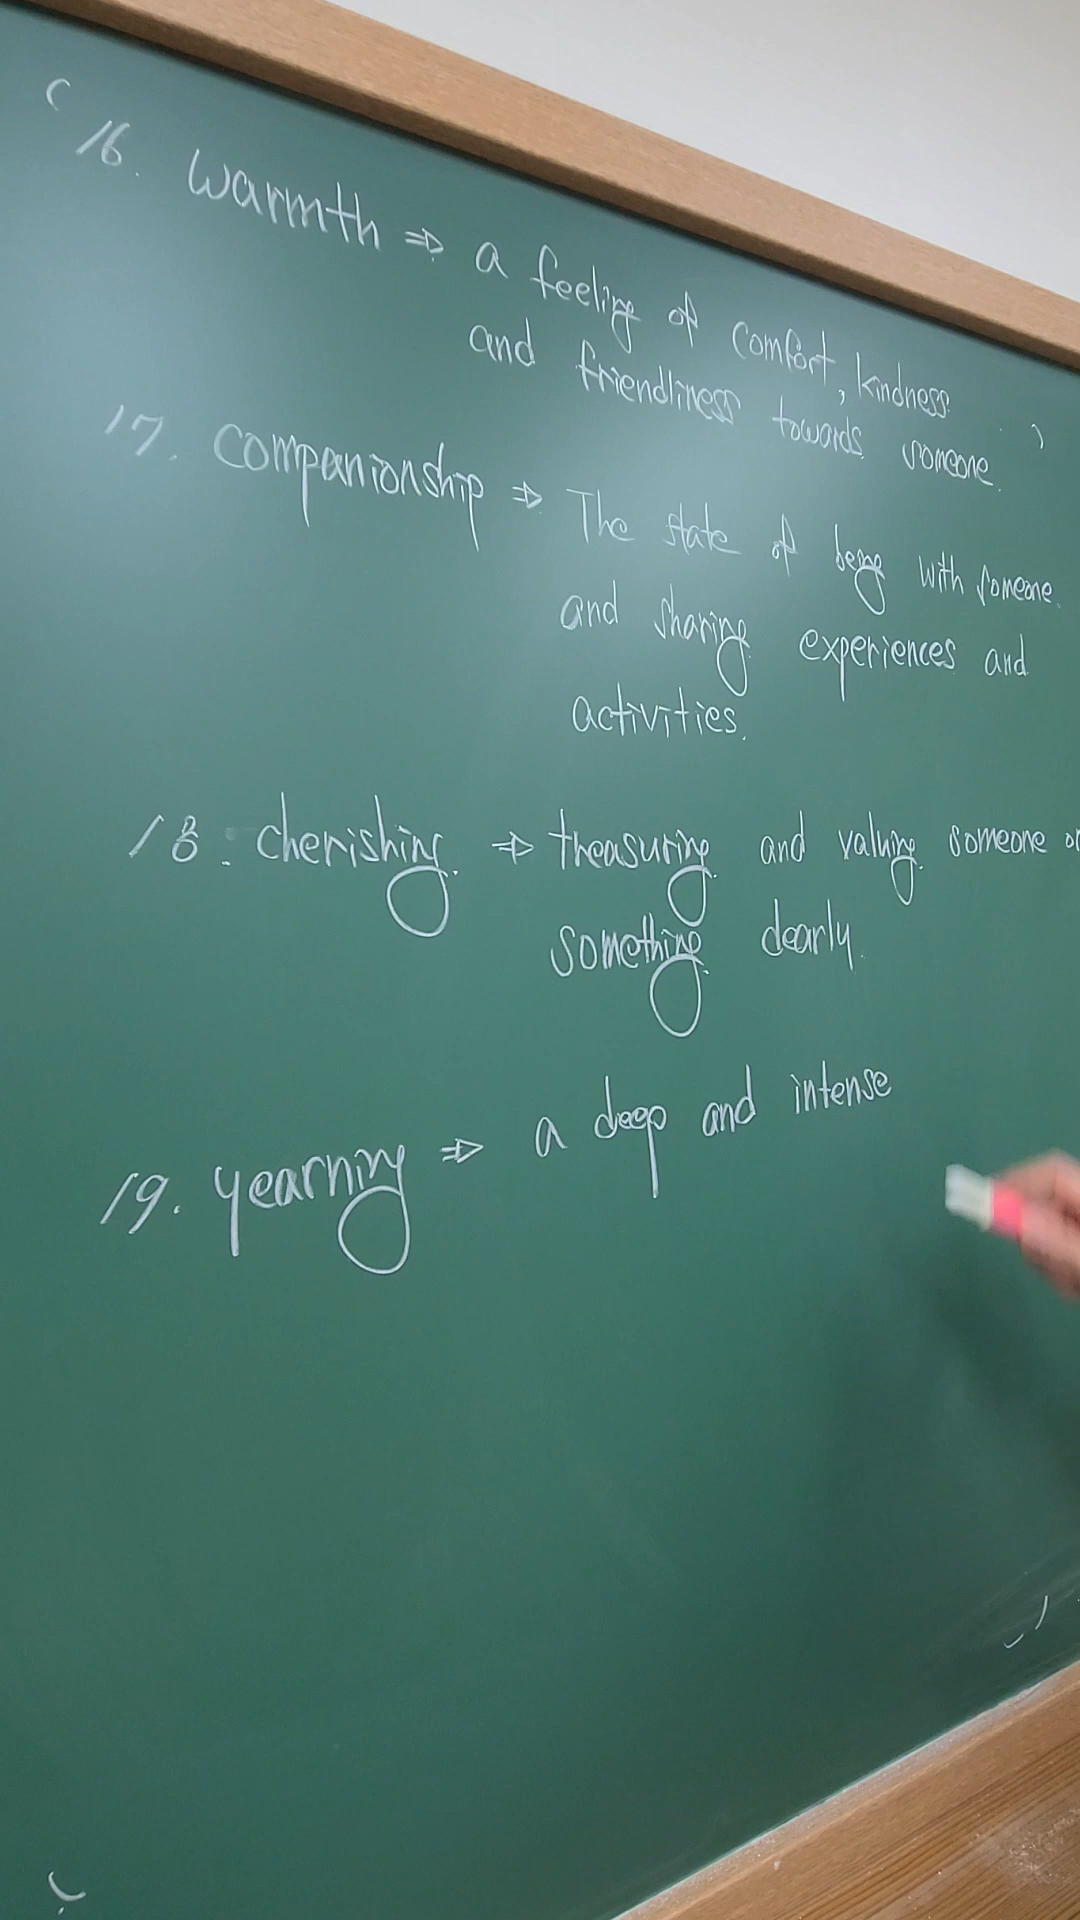 16. warmth ⇒ a feeling of comfort, kindness
and friendliness towards someone.
17. companionship ⇒ The state of being with someone.
and sharing experiences and
activities.
18. cherishing. ⇒ treasuring and valuing someone or
something dearly.
19. yearning ⇒ a deep and intense